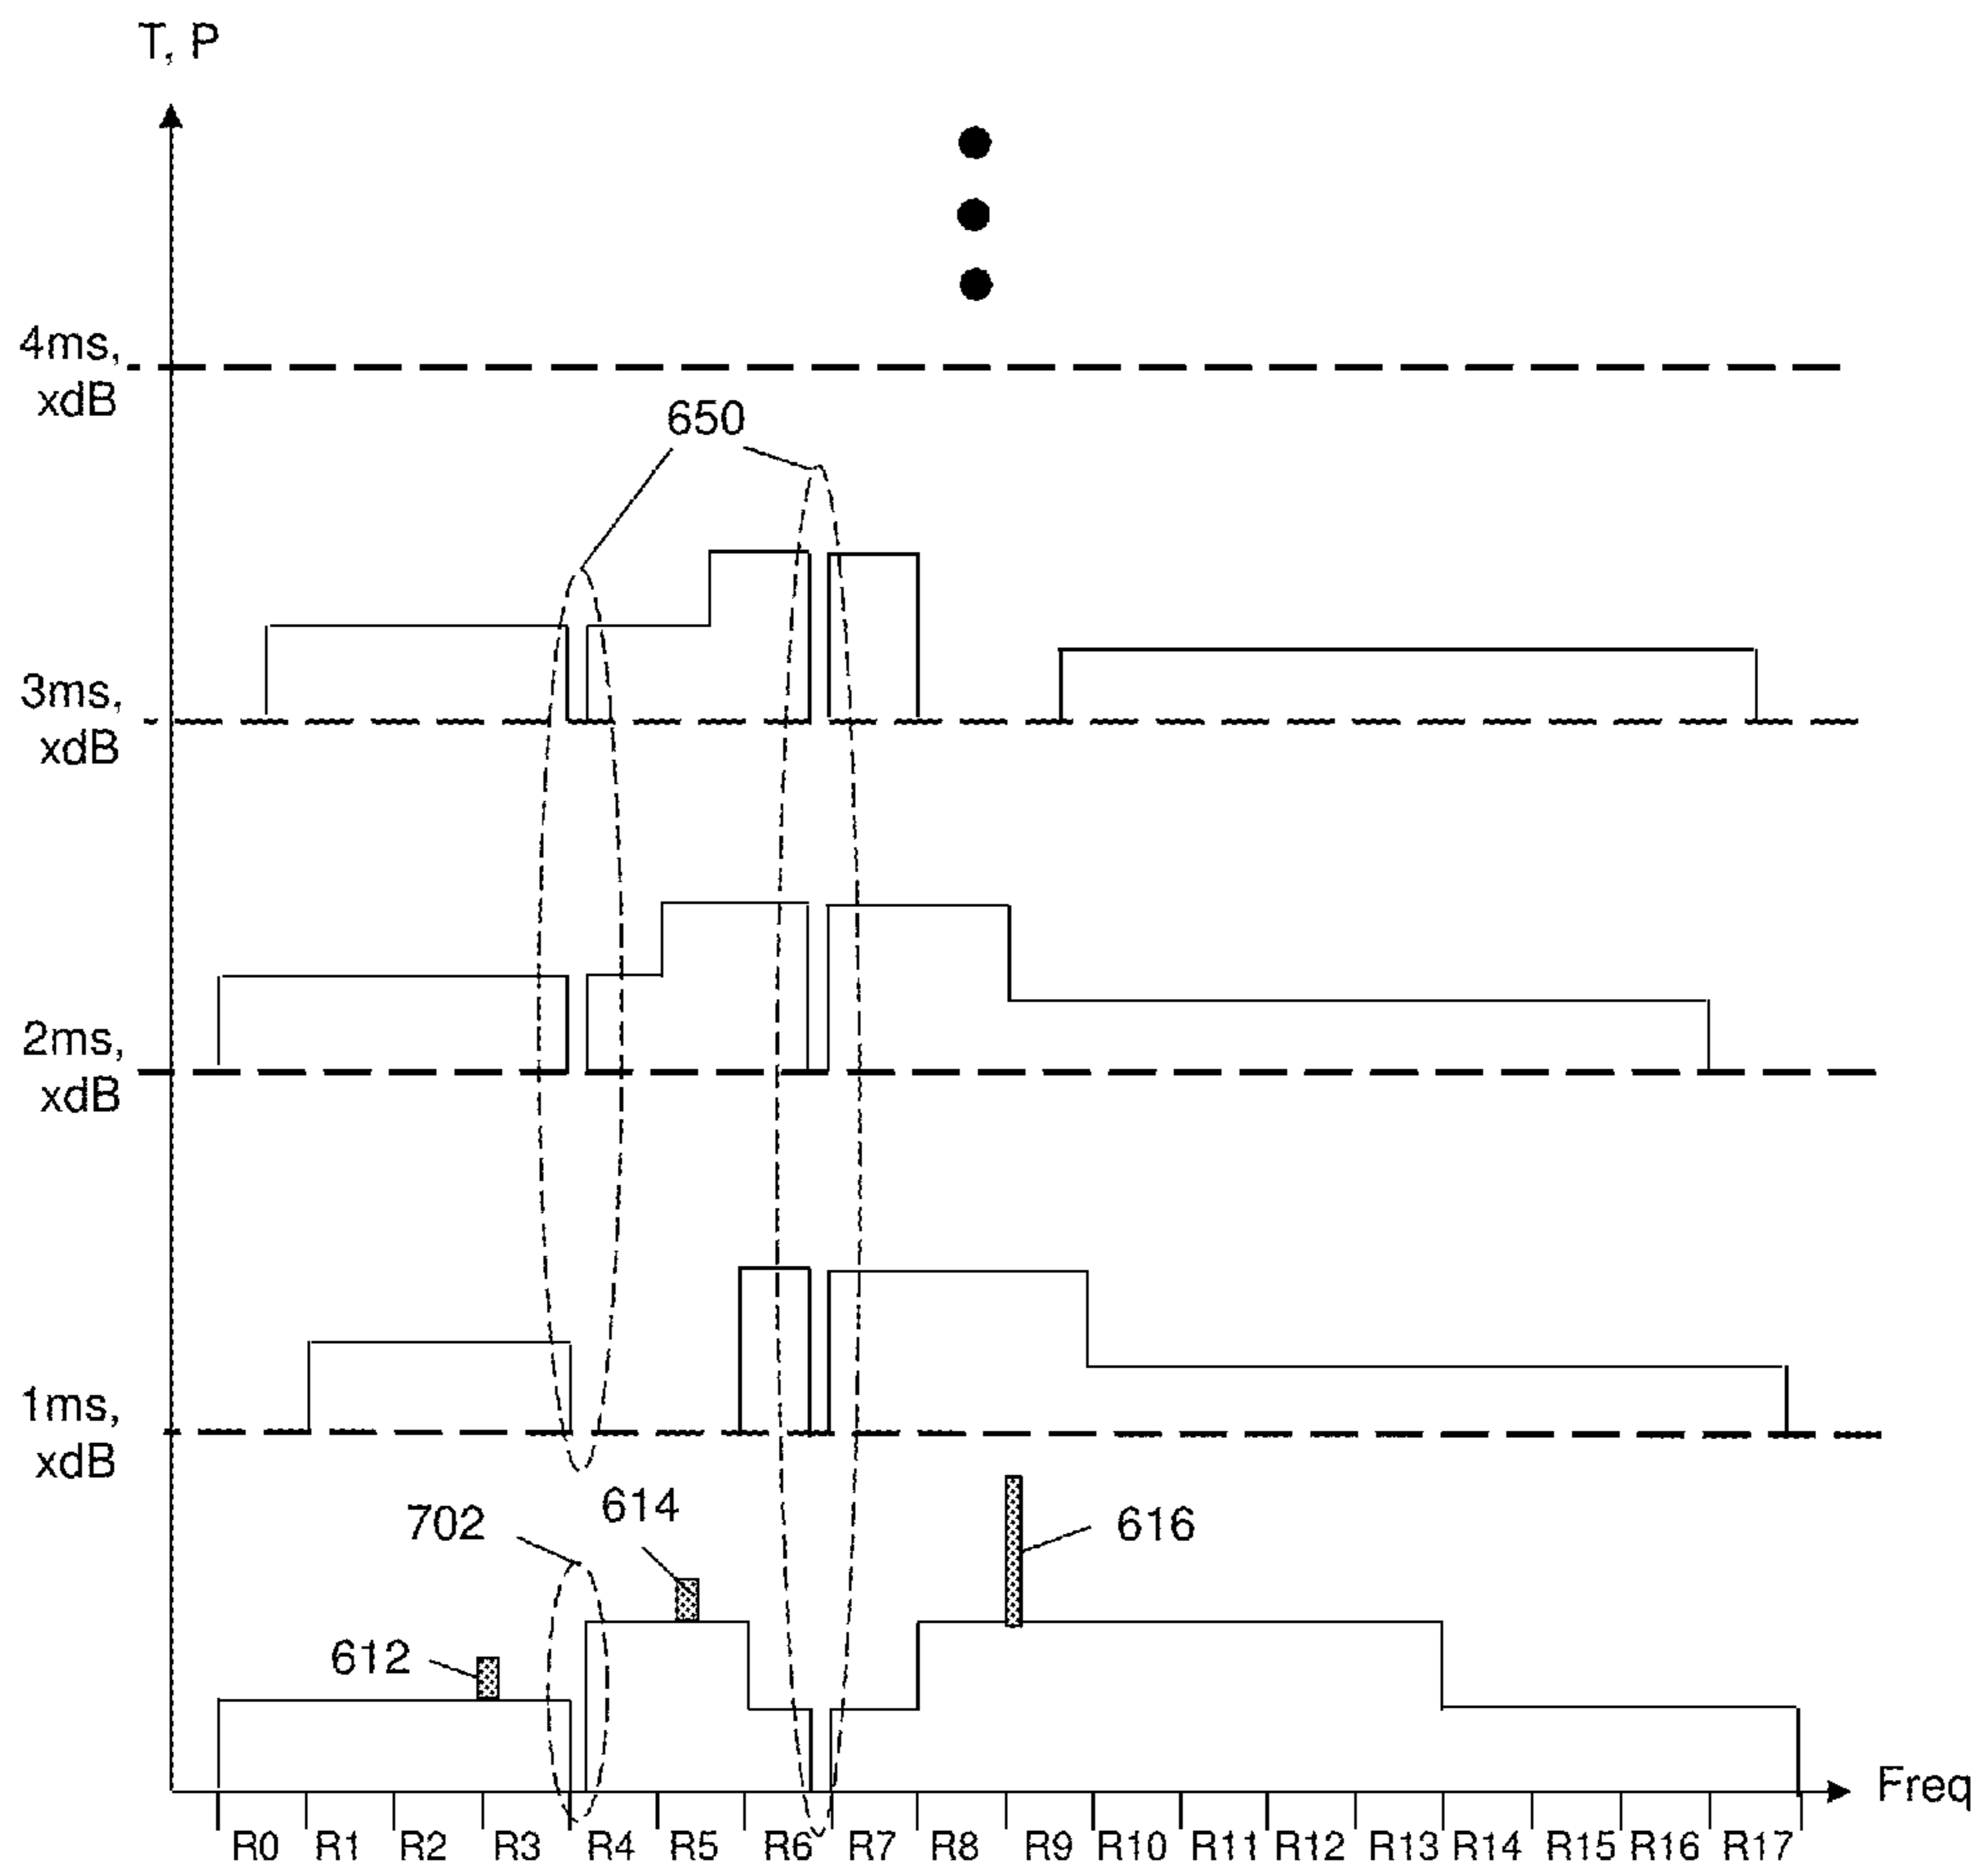 T, P
4ms,
xdB
650
3ms,
xdB
2ms,
xdB
1ms,
xdB
702
614
616
612
Freq
R0 R1 R2 R3 R4 R5 R6 R7 R8 R9 R10 R11 R12 R13 R14 R15 R16 R17